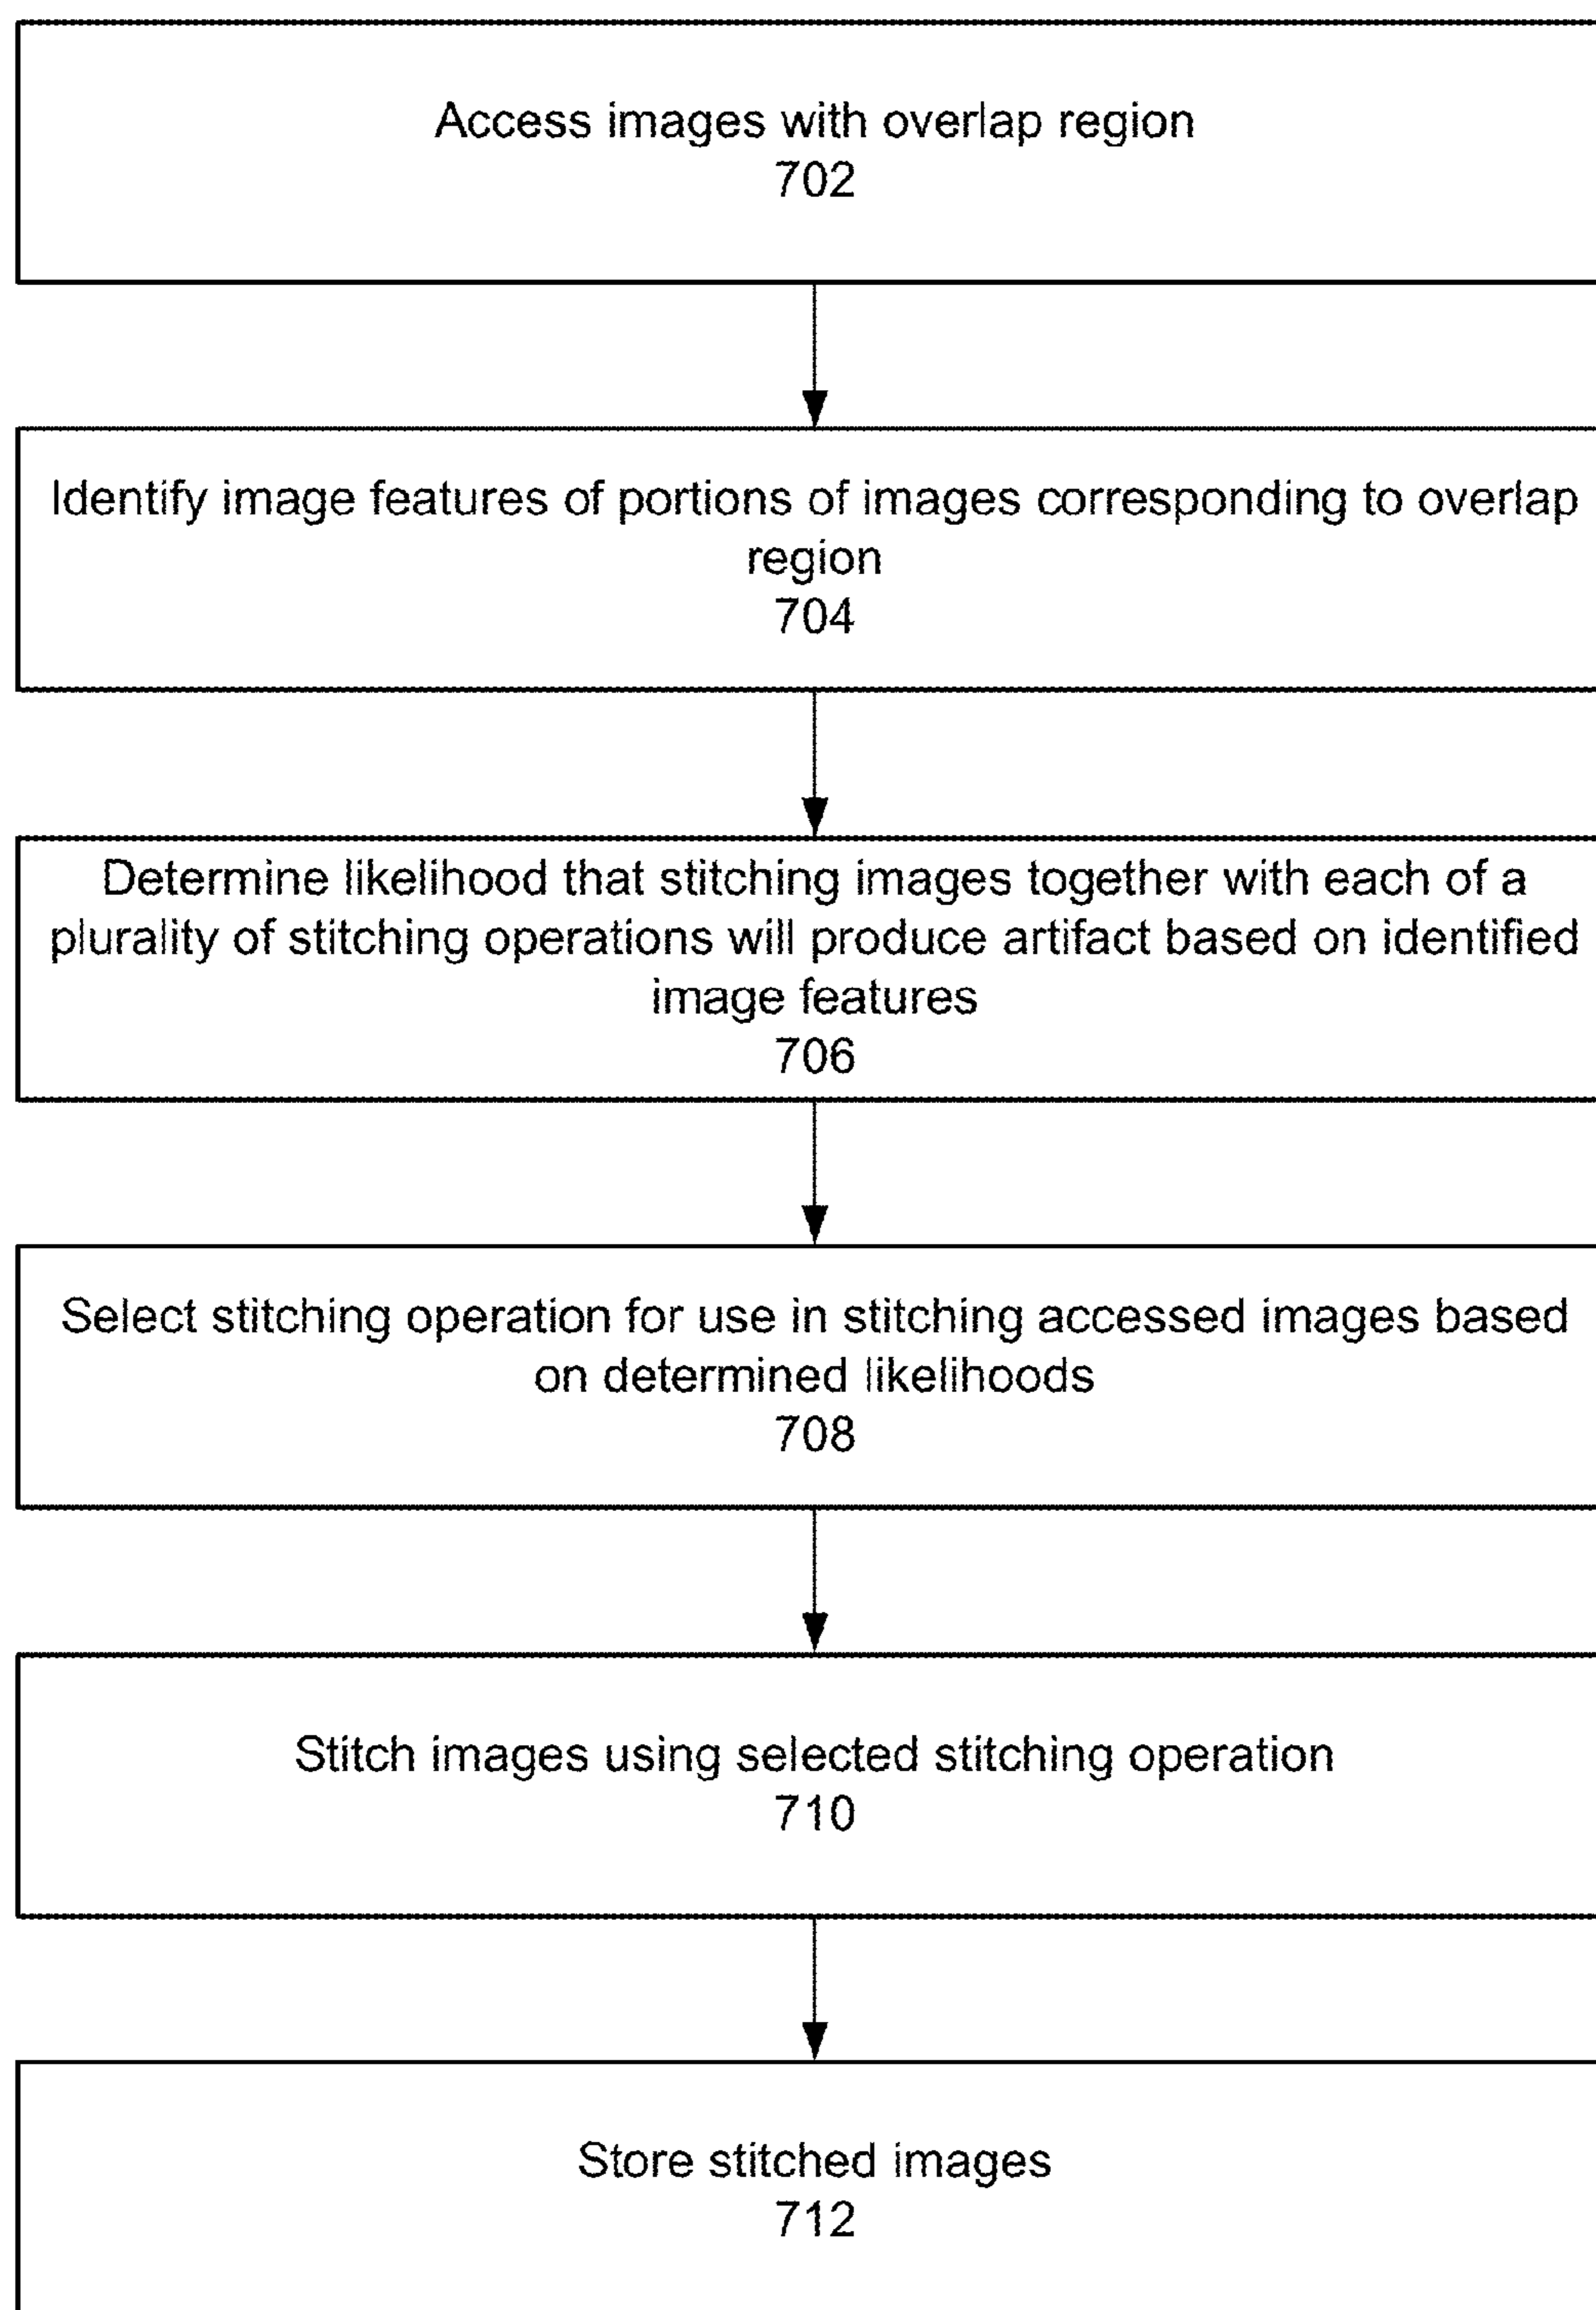 Access images with overlap region
702
Identify image features of portions of images corresponding to overlap
region
704
Determine likelihood that stitching images together with each of a
plurality of stitching operations will produce artifact based on identified
image features
706
Select stitching operation for use in stitching accessed images based
on determined likelihoods
708
Stitch images using selected stitching operation
710
Store stitched images
712